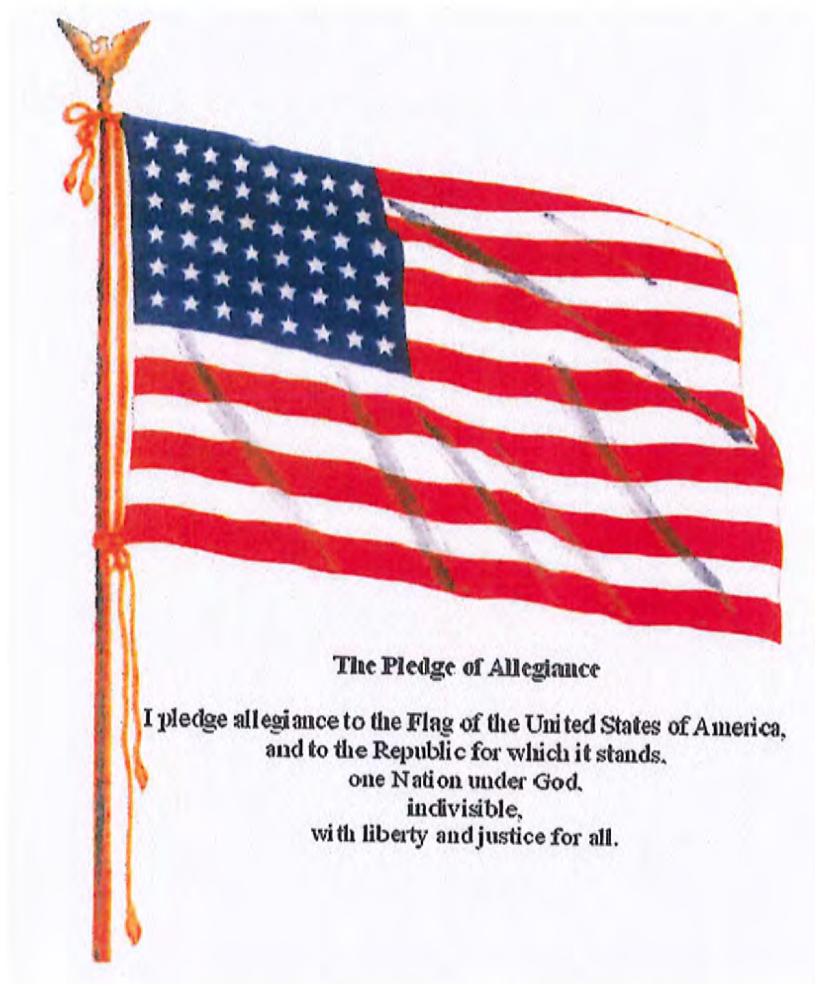 The Pledge of Allegiance
I pledge allegiance to the Flag of the United States of America,
and to the Republic for which it stands.
one Nation under God,
indivisible,
with liberty and justice for all.